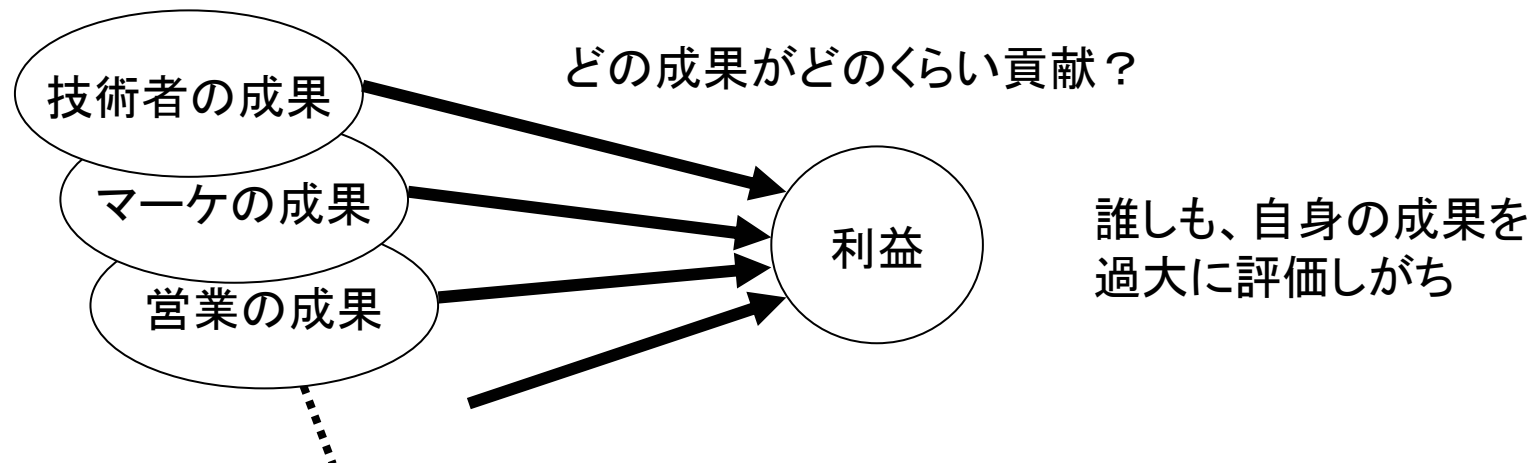 どの成果がどのくらい貢献？
技術者の成果
マーケの成果
営業の成果
利益
誰しも、自身の成果を
過大に評価しがち